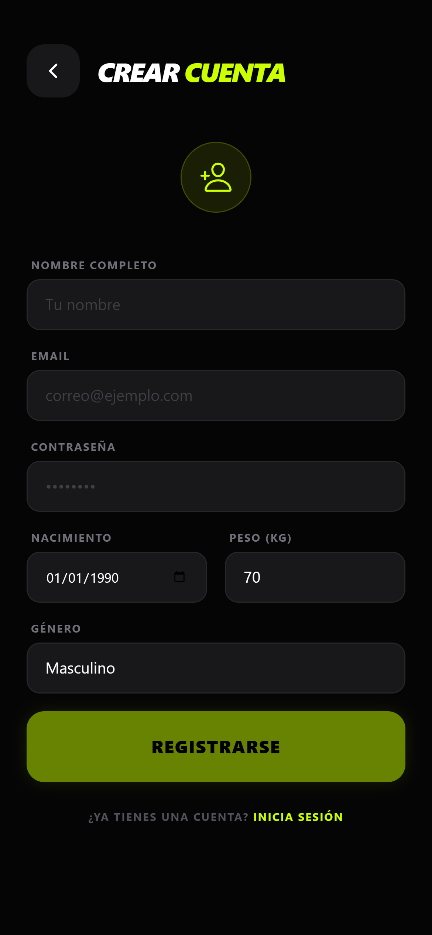 CREAR CUENTA
NOMBRE COMPLETO
Tu nombre
EMAIL
correo@ejemplo.com
CONTRASEÑA
••••••••
NACIMIENTO PESO (KG)
01/01/1990 70
GÉNERO
Masculino
REGISTRARSE
¿YA TIENES UNA CUENTA? INICIA SESIÓN